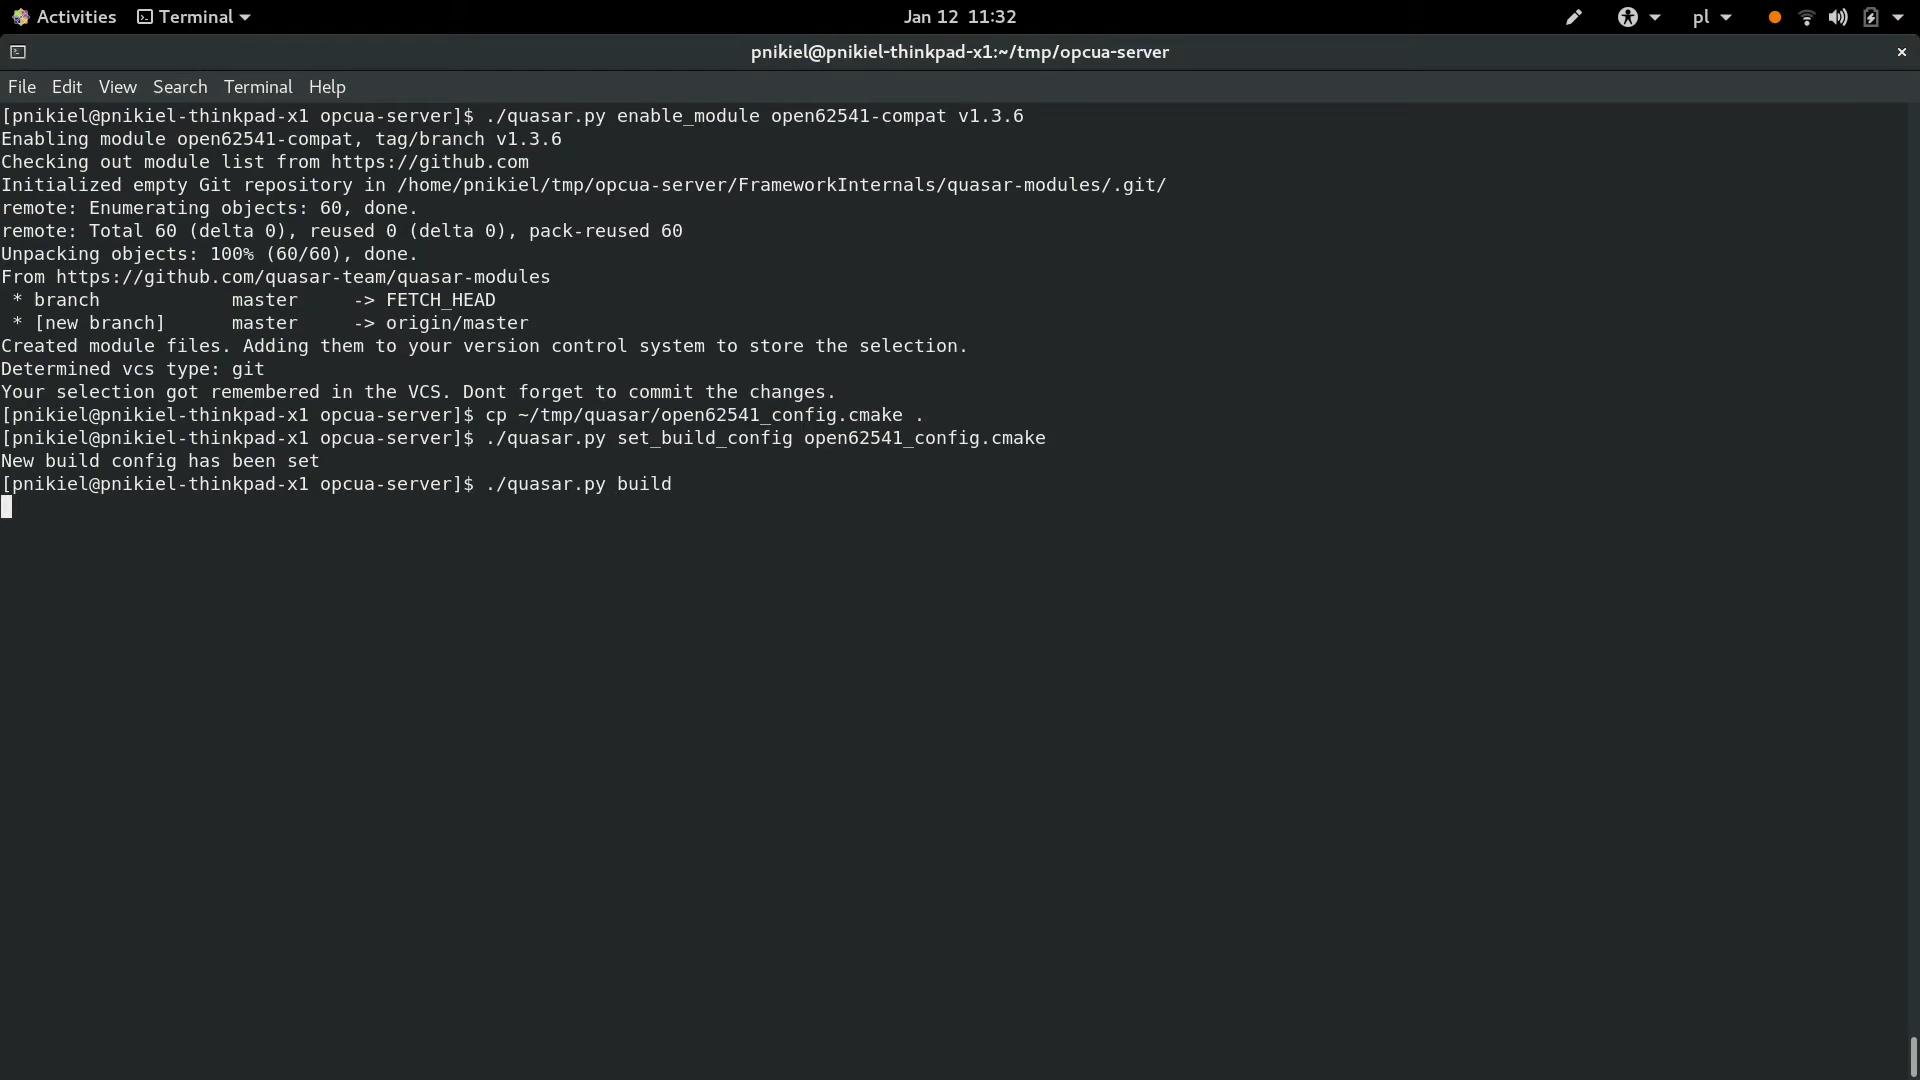 Activities Terminal Jan 12 11:32 pl
pnikiel@pnikiel-thinkpad-x1:~/tmp/opcua-server
File Edit View Search Terminal Help
[pnikiel@pnikiel-thinkpad-x1 opcua-server]$ ./quasar.py enable_module open62541-compat v1.3.6
Enabling module open62541-compat, tag/branch v1.3.6
Checking out module list from https://github.com
Initialized empty Git repository in /home/pnikiel/tmp/opcua-server/FrameworkInternals/quasar-modules/.git/
remote: Enumerating objects: 60, done.
remote: Total 60 (delta 0), reused 0 (delta 0), pack-reused 60
Unpacking objects: 100% (60/60), done.
From https://github.com/quasar-team/quasar-modules
 * branch            master     -> FETCH_HEAD
 * [new branch]      master     -> origin/master
Created module files. Adding them to your version control system to store the selection.
Determined vcs type: git
Your selection got remembered in the VCS. Dont forget to commit the changes.
[pnikiel@pnikiel-thinkpad-x1 opcua-server]$ cp ~/tmp/quasar/open62541_config.cmake .
[pnikiel@pnikiel-thinkpad-x1 opcua-server]$ ./quasar.py set_build_config open62541_config.cmake
New build config has been set
[pnikiel@pnikiel-thinkpad-x1 opcua-server]$ ./quasar.py build